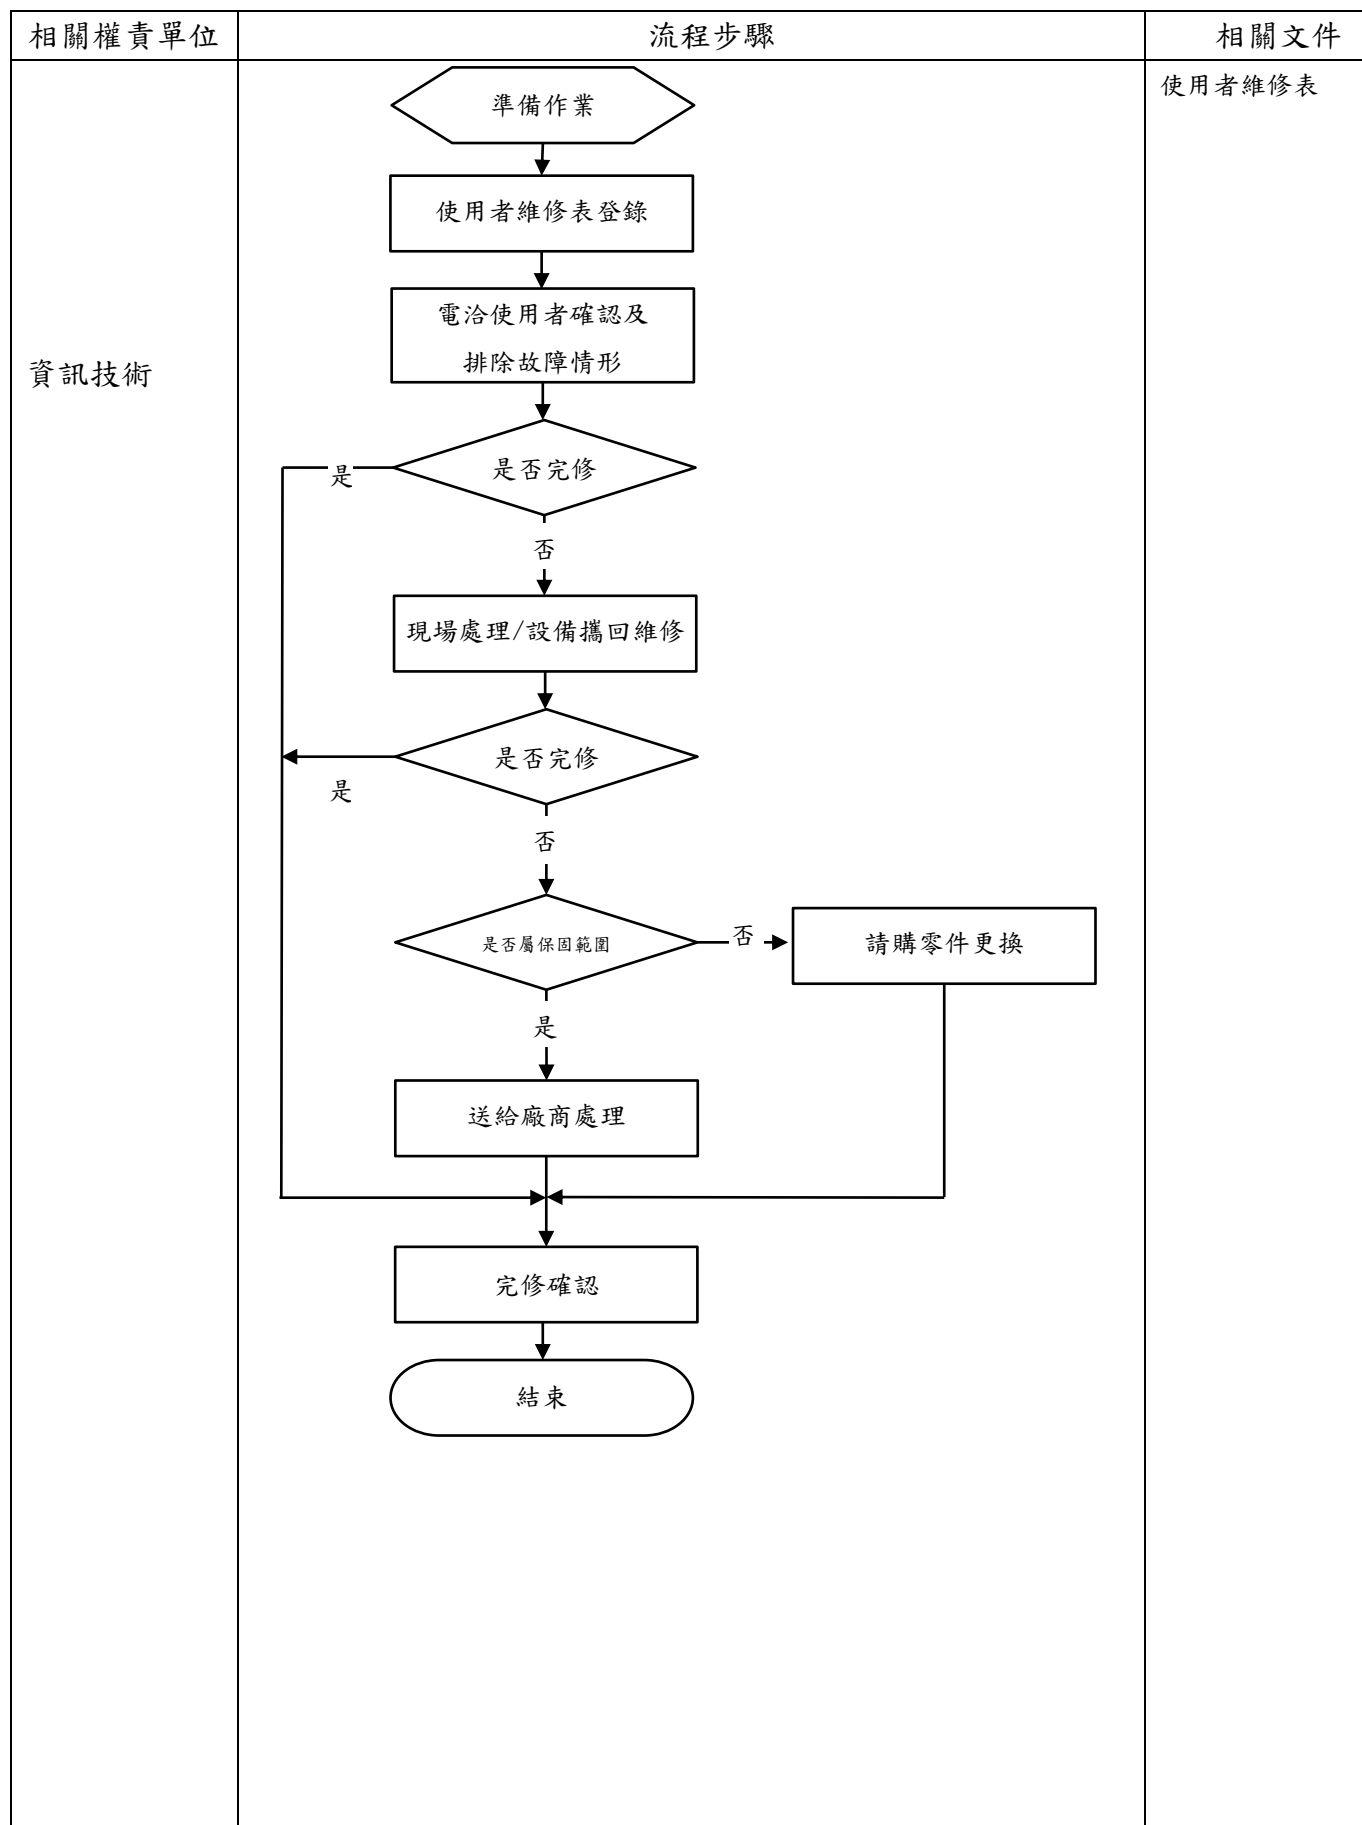 相關權責單位
流程步驟
相關文件
使用者維修表
準備作業
使用者維修表登錄
電洽使用者確認及
排除故障情形
資訊技術
是否完修
是
否
現場處理/設備攜回維修
是否完修
是
否
是否屬保固範圍
否
請購零件更換
是
送給廠商處理
完修確認
結束